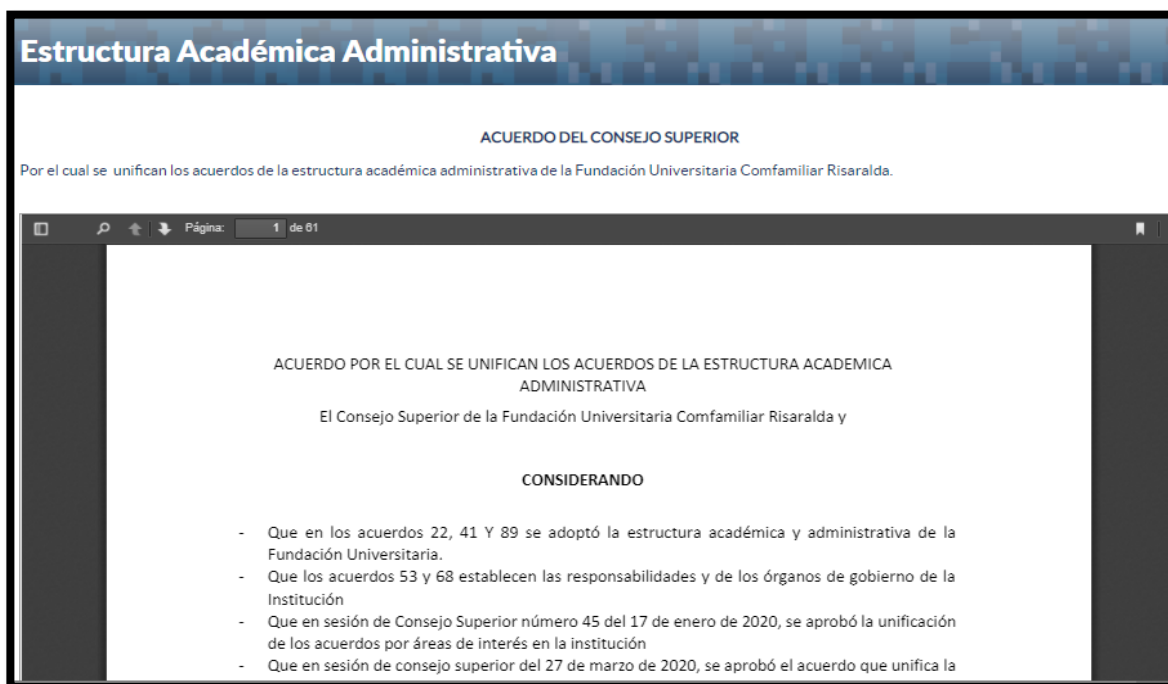 Estructura Académica Administrativa
ACUERDO DEL CONSEJO SUPERIOR
Por el cual se unifican los acuerdos de la estructura académica administrativa de la Fundación Universitaria Comfamiliar Risaralda.
Página: 1 de 61
ACUERDO POR EL CUAL SE UNIFICAN LOS ACUERDOS DE LA ESTRUCTURA ACADEMICA
ADMINISTRATIVA
El Consejo Superior de la Fundación Universitaria Comfamiliar Risaralda y
CONSIDERANDO
- Que en los acuerdos 22, 41 Y 89 se adoptó la estructura académica y administrativa de la
Fundación Universitaria.
- Que los acuerdos 53 y 68 establecen las responsabilidades y de los órganos de gobierno de la
Institución
- Que en sesión de Consejo Superior número 45 del 17 de enero de 2020, se aprobó la unificación
de los acuerdos por áreas de interés en la institución
- Que en sesión de consejo superior del 27 de marzo de 2020, se aprobó el acuerdo que unifica la